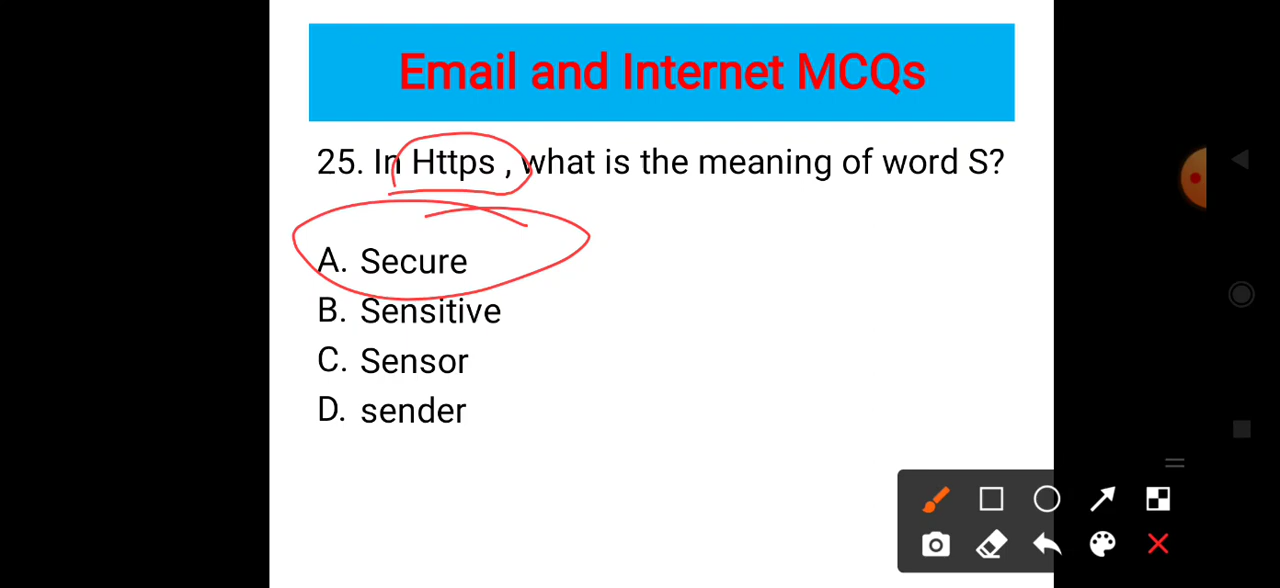 Email and Internet MCQs
25. In Https , what is the meaning of word S?
A. Secure
B. Sensitive
C. Sensor
D. sender